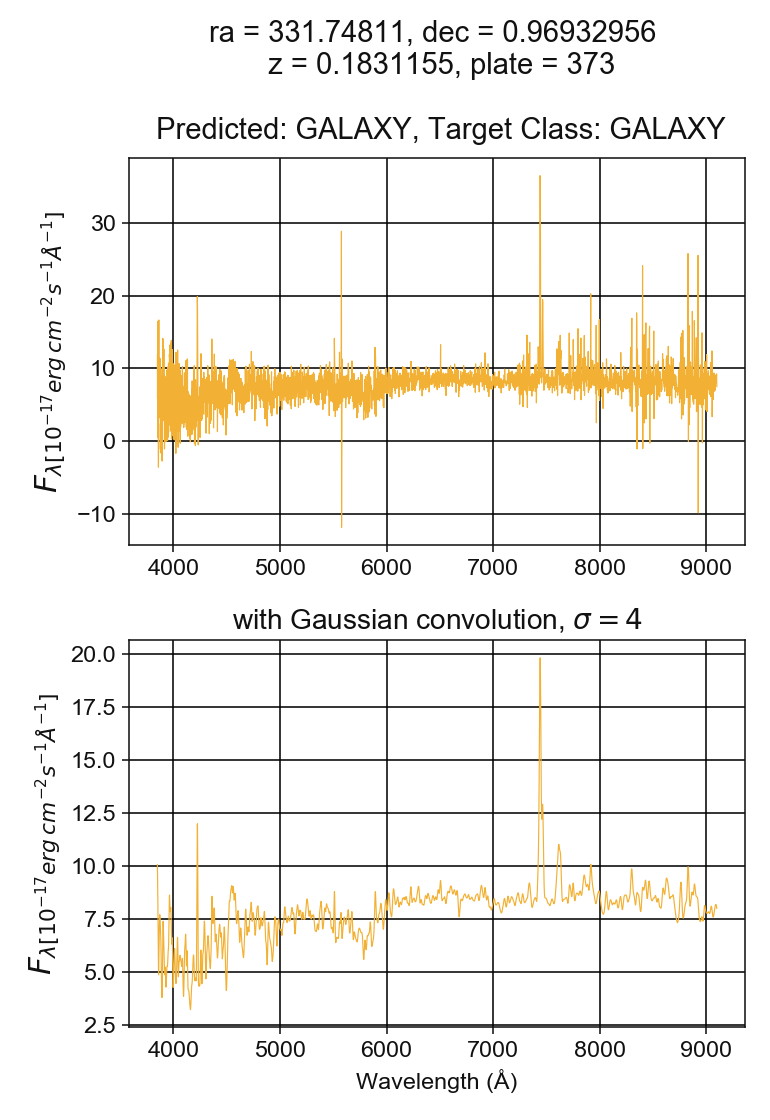 ra = 331.74811, dec = 0.96932956
z = 0.1831155, plate = 373
Predicted: GALAXY, Target Class: GALAXY
F_λ[10⁻¹⁷ erg cm⁻² s⁻¹ Å⁻¹]
30
20
10
0
−10
4000 5000 6000 7000 8000 9000
with Gaussian convolution, σ = 4
F_λ[10⁻¹⁷ erg cm⁻² s⁻¹ Å⁻¹]
20.0
17.5
15.0
12.5
10.0
7.5
5.0
2.5
4000 5000 6000 7000 8000 9000
Wavelength (Å)